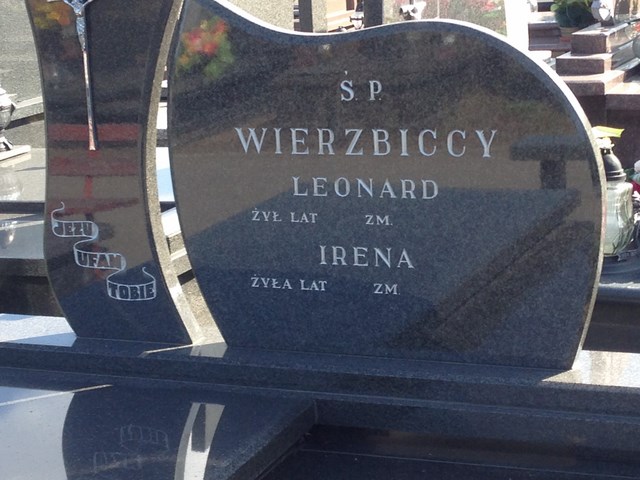 JEZU
UFAM
TOBIE
Ś. P.
WIERZBICCY
LEONARD
ŻYŁ LAT ZM.
IRENA
ŻYŁA LAT ZM.